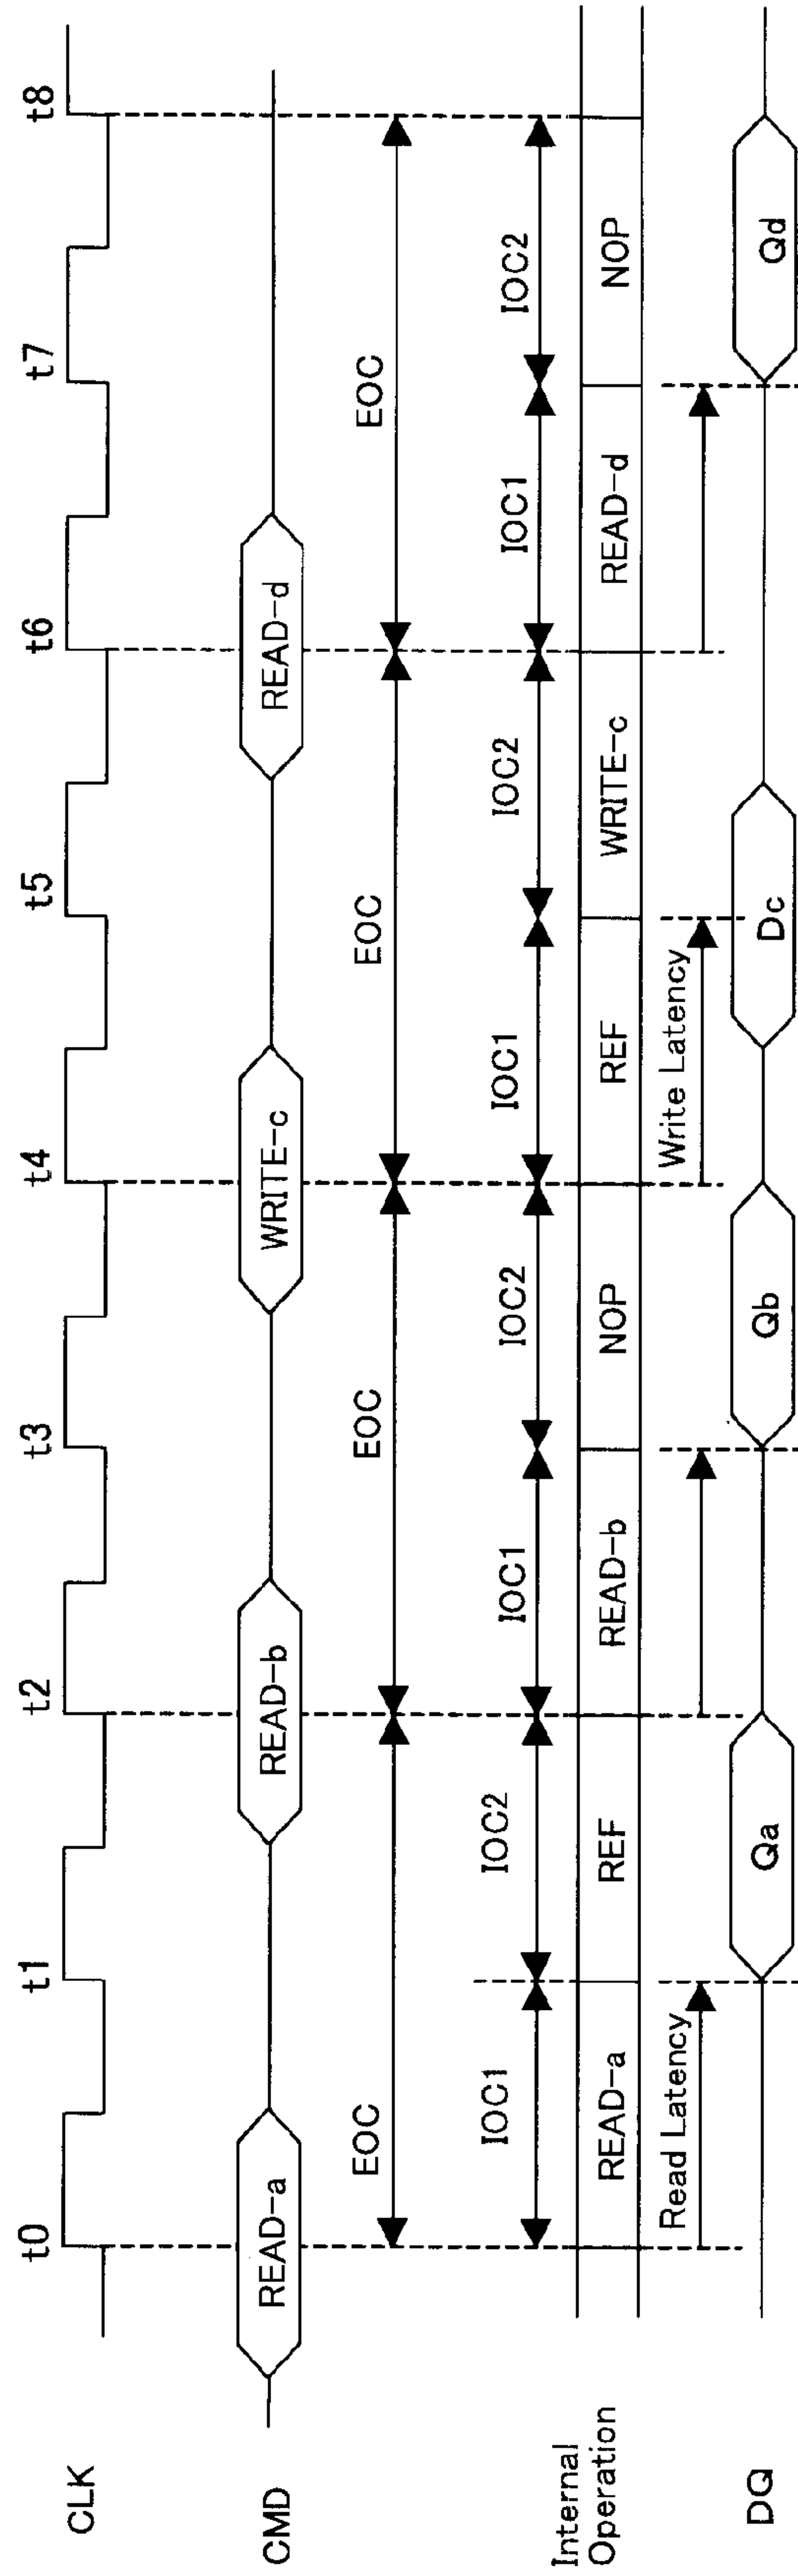 t0 t1 t2 t3 t4 t5 t6 t7 t8
CLK
CMD READ-a READ-b WRITE-c READ-d
EOC EOC EOC EOC
IOC1 IOC2 IOC1 IOC2 IOC1 IOC2 IOC1 IOC2
Internal
Operation READ-a REF READ-b NOP REF WRITE-c READ-d NOP
Read Latency Write Latency
DQ Qa Qb Dc Qd